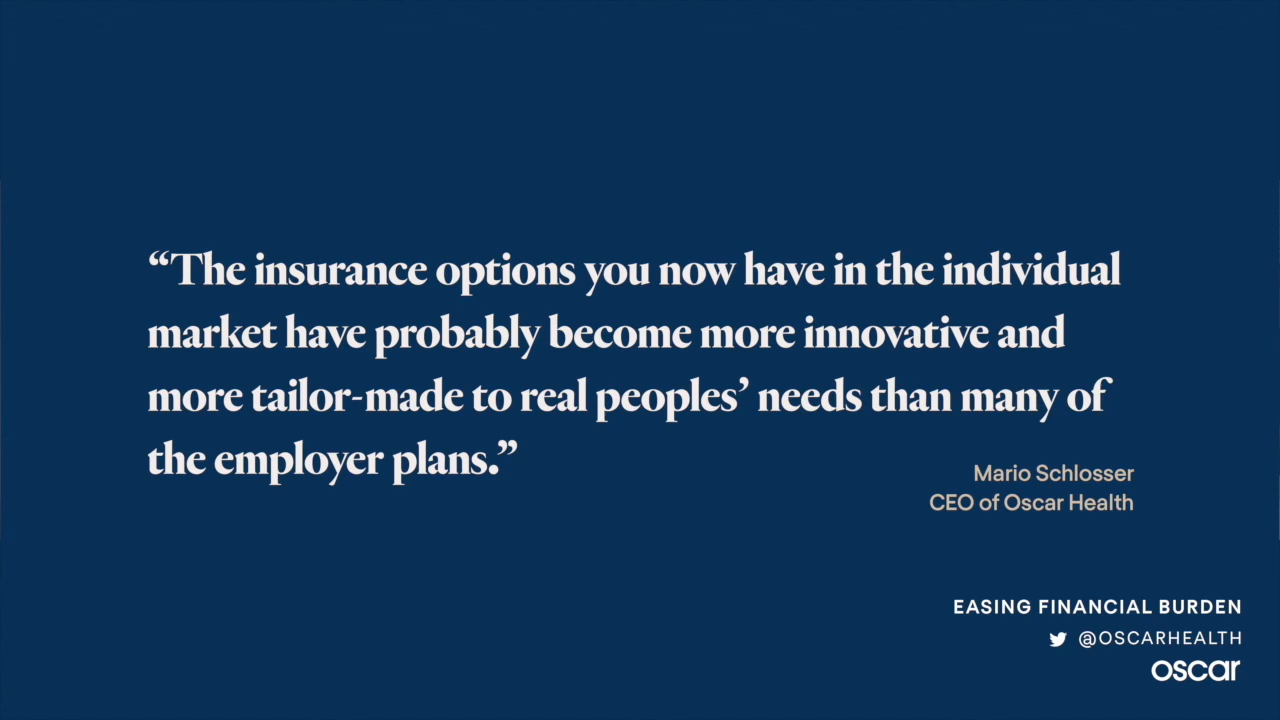 “The insurance options you now have in the individual
market have probably become more innovative and
more tailor-made to real peoples’ needs than many of
the employer plans.”
Mario Schlosser
CEO of Oscar Health
EASING FINANCIAL BURDEN
@OSCARHEALTH
oscar